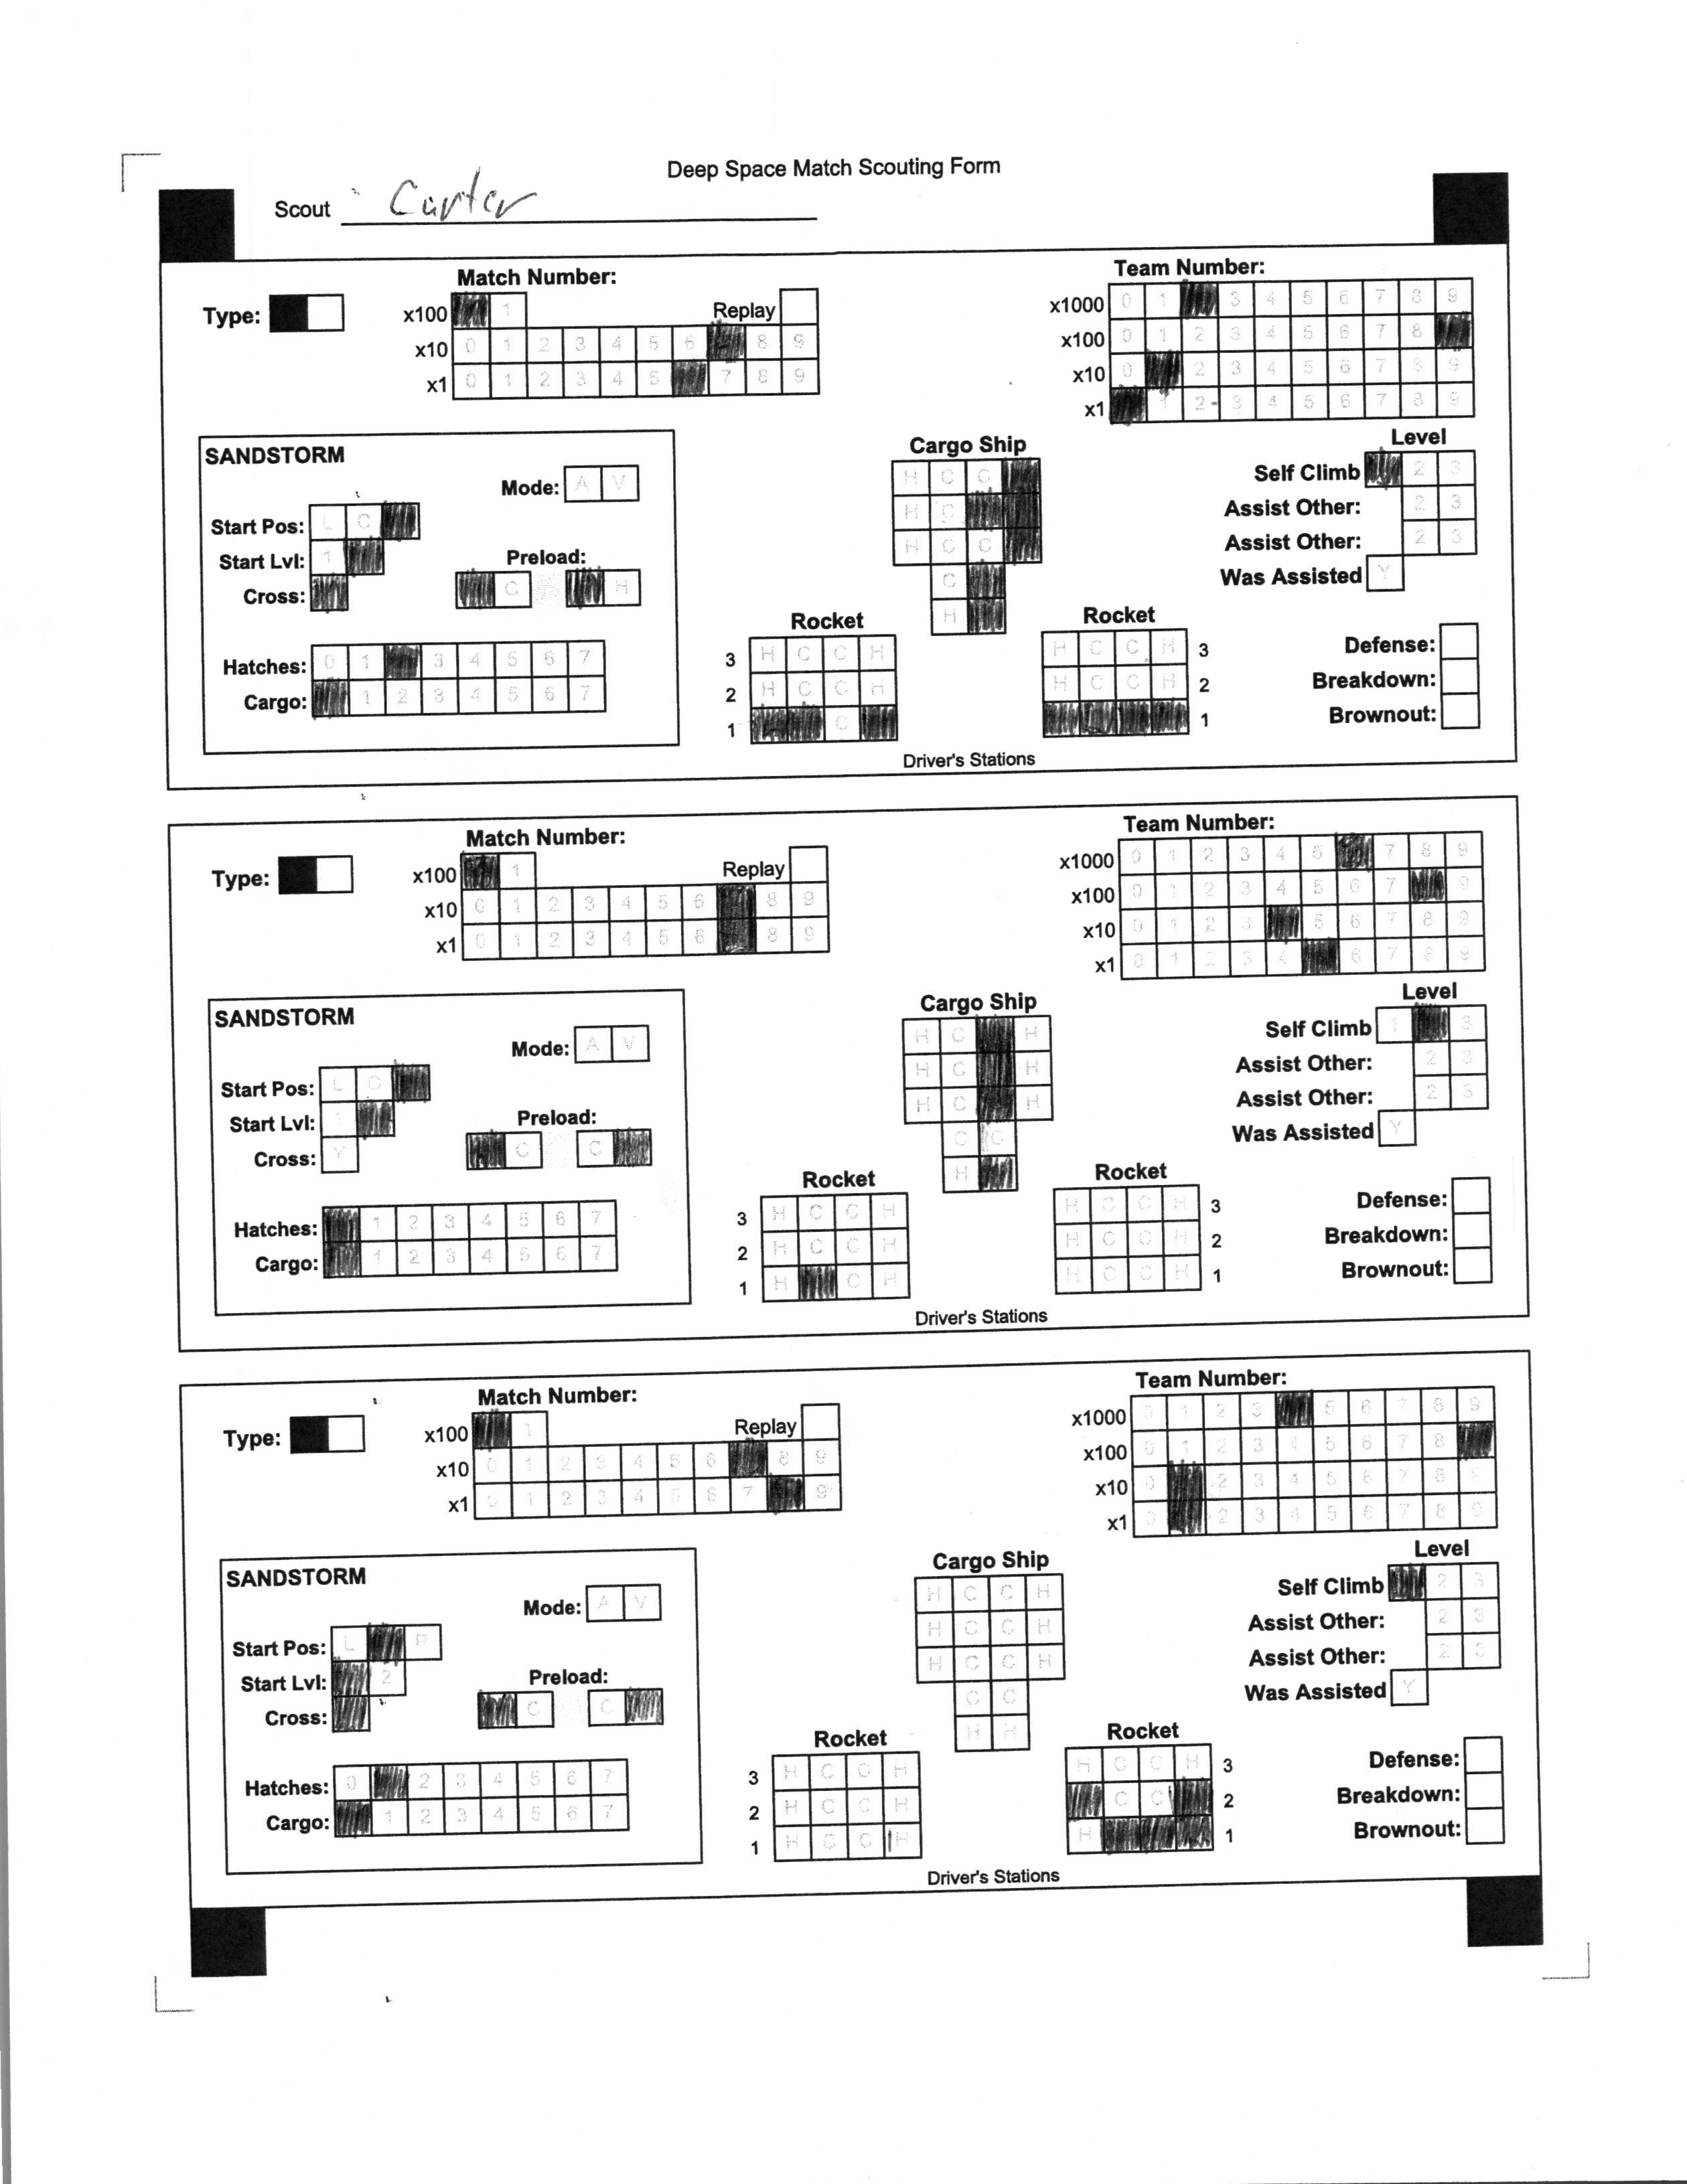 Deep Space Match Scouting Form
Scout Carter
Match Number:
Team Number:
Type:
x100 1
Replay
x10 0 1 2 3 4 5 6 8 9
x1 0 1 2 3 4 5 7 8 9
x1000 0 1 3 4 5 6 7 8 9
x100 0 1 2 3 4 5 6 7 8
x10 0 2 3 4 5 6 7 8 9
x1 1 2 3 4 5 6 7 8 9
SANDSTORM
Mode: A V
Start Pos: L C
Start Lvl: 1
Preload:
Cross:
C H
Hatches: 0 1 3 4 5 6 7
Cargo: 1 2 3 4 5 6 7
Cargo Ship
H C C
H C
H C C
C
H
Level
Self Climb 2 3
Assist Other: 2 3
Assist Other: 2 3
Was Assisted Y
Rocket
3 H C C H
2 H C C H
1 C
Rocket
H C C H 3
H C C H 2
1
Defense:
Breakdown:
Brownout:
Driver's Stations
Match Number:
Team Number:
Type:
x100 1
Replay
x10 0 1 2 3 4 5 6 8 9
x1 0 1 2 3 4 5 6 8 9
x1000 0 1 2 3 4 5 7 8 9
x100 0 1 2 3 4 5 6 7 9
x10 0 1 2 3 5 6 7 8 9
x1 0 1 2 3 4 6 7 8 9
SANDSTORM
Mode: A V
Start Pos: L C
Start Lvl: 1
Preload:
Cross: Y
C C
Hatches: 1 2 3 4 5 6 7
Cargo: 1 2 3 4 5 6 7
Cargo Ship
H C H
H C H
H C H
C C
H
Level
Self Climb 1 3
Assist Other: 2 3
Assist Other: 2 3
Was Assisted Y
Rocket
3 H C C H
2 H C C H
1 H C H
Rocket
H C C H 3
H C C H 2
H C C H 1
Defense:
Breakdown:
Brownout:
Driver's Stations
Match Number:
Team Number:
Type:
x100 1
Replay
x10 0 1 2 3 4 5 6 8 9
x1 0 1 2 3 4 5 6 7 9
x1000 0 1 2 3 5 6 7 8 9
x100 0 1 2 3 4 5 6 7 8
x10 0 2 3 4 5 6 7 8 9
x1 0 2 3 4 5 6 7 8 9
SANDSTORM
Mode: A V
Start Pos: L R
Start Lvl: 2
Preload:
Cross:
C C
Hatches: 0 2 3 4 5 6 7
Cargo: 1 2 3 4 5 6 7
Cargo Ship
H C C H
H C C H
H C C H
C C
H H
Level
Self Climb 2 3
Assist Other: 2 3
Assist Other: 2 3
Was Assisted Y
Rocket
3 H C C H
2 H C C H
1 H C C H
Rocket
H C C H 3
C C 2
H 1
Defense:
Breakdown:
Brownout:
Driver's Stations